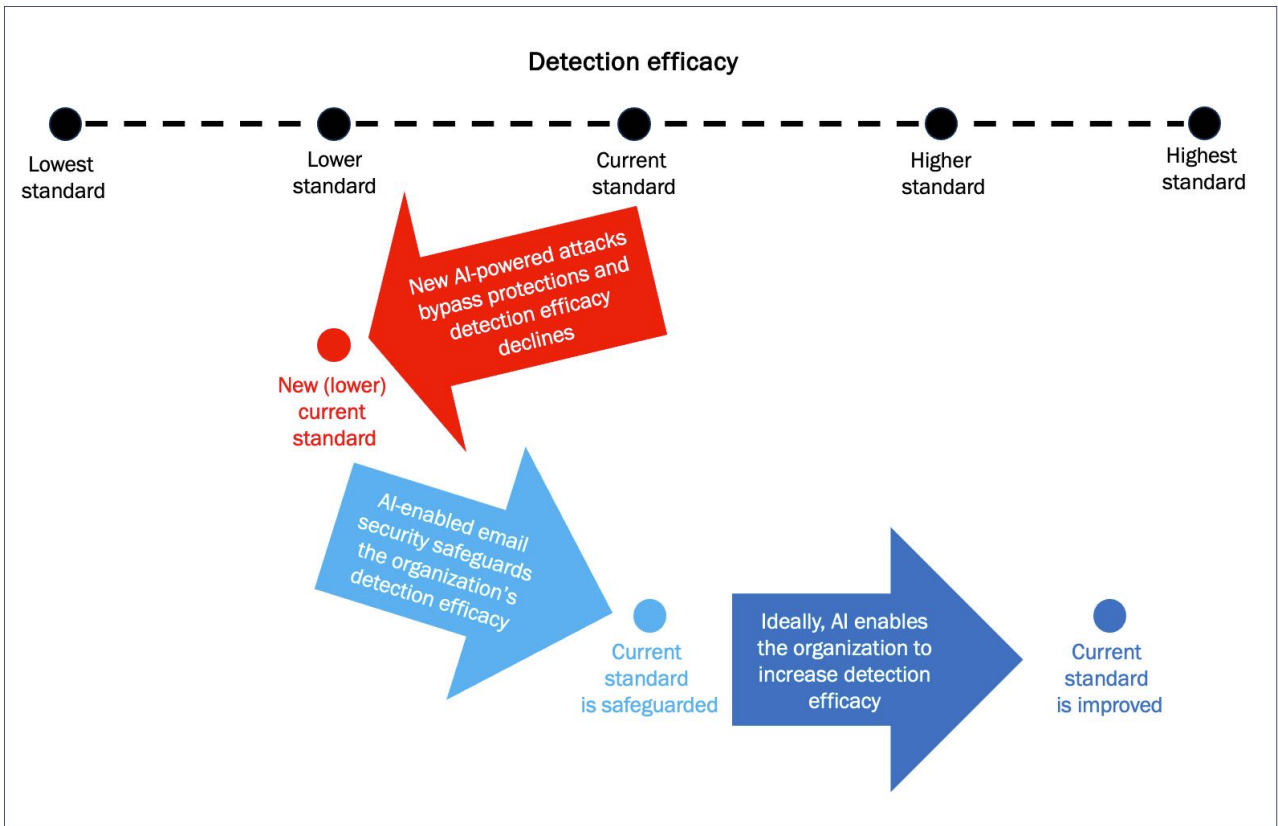 Detection efficacy
Lowest
standard
Lower
standard
Current
standard
Higher
standard
Highest
standard
New AI-powered attacks
bypass protections and
detection efficacy
declines
New (lower)
current
standard
AI-enabled email
security safeguards
the organization's
detection efficacy
Current
standard
is safeguarded
Ideally, AI enables
the organization to
increase detection
efficacy
Current
standard
is improved